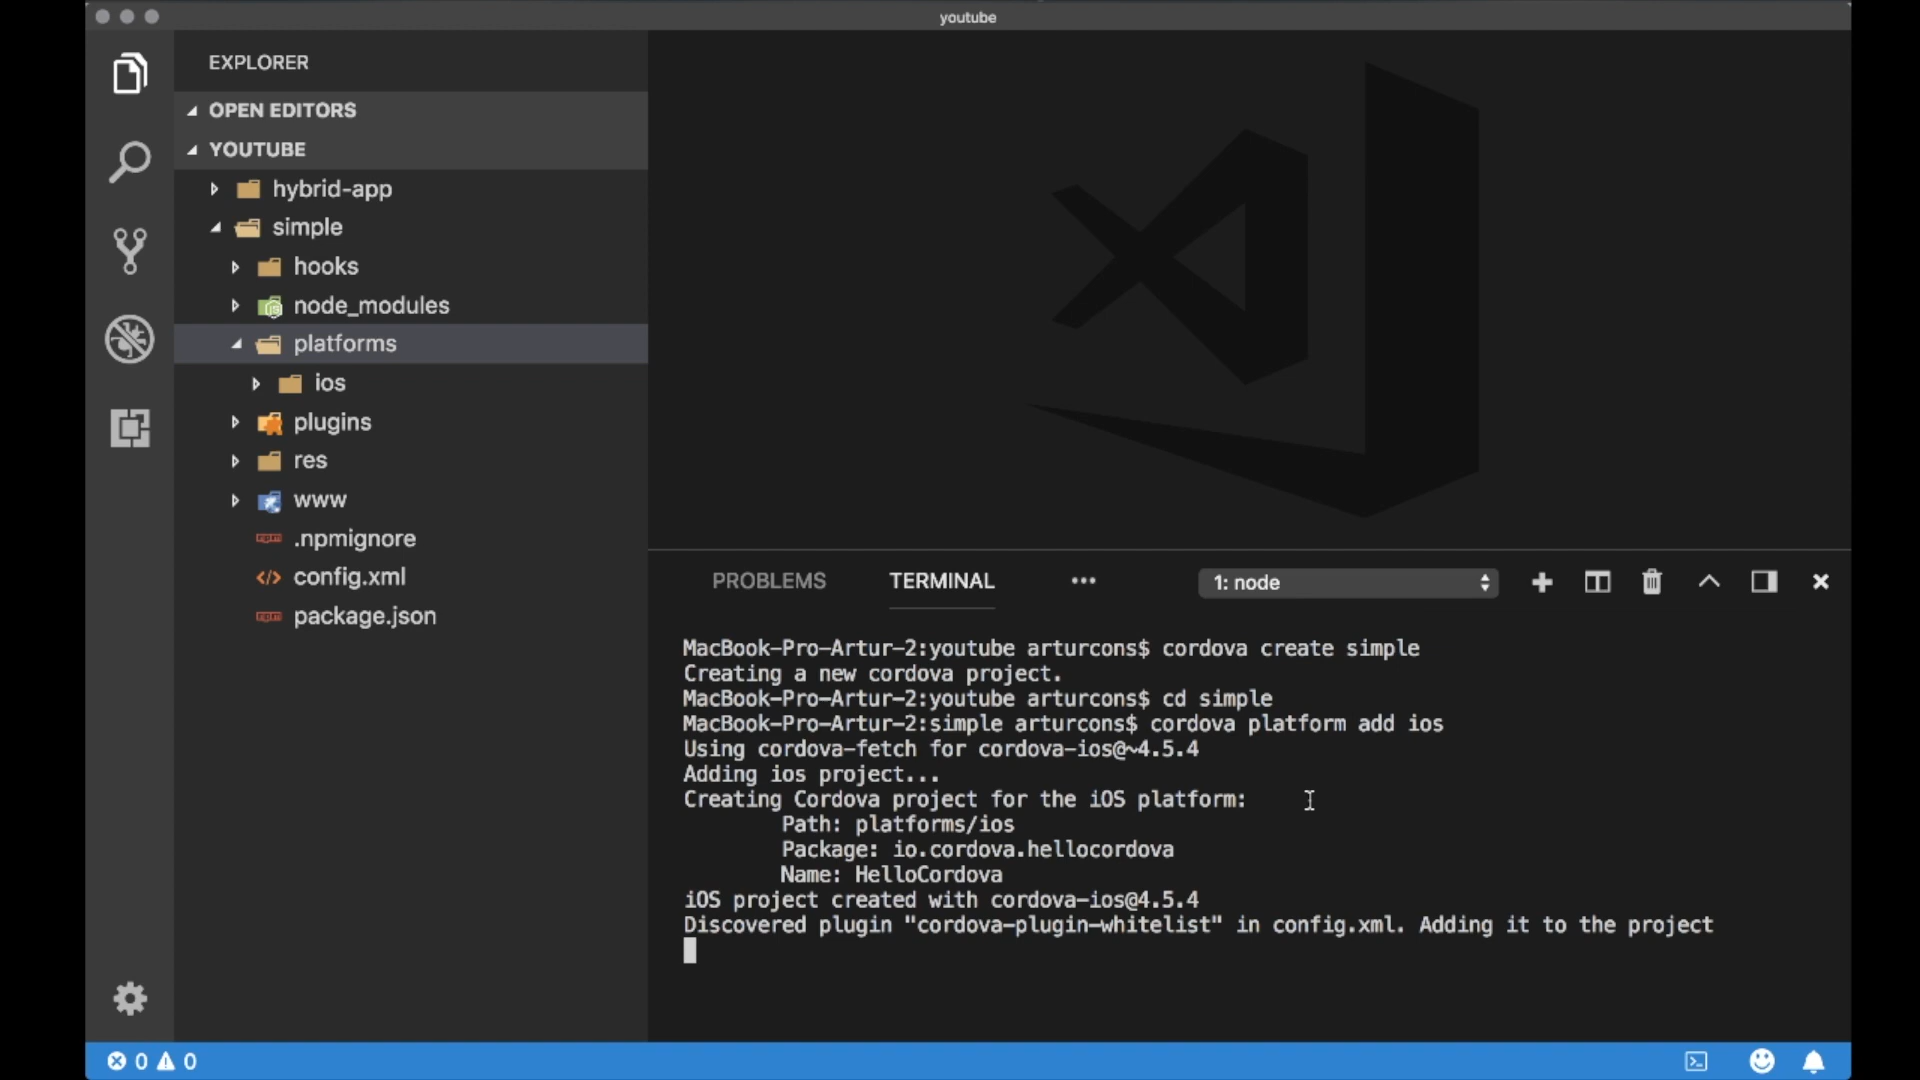 youtube
EXPLORER
OPEN EDITORS
YOUTUBE
hybrid-app
simple
hooks
node_modules
platforms
ios
plugins
res
www
.npmignore
config.xml
package.json
PROBLEMS TERMINAL ••• 1: node
MacBook-Pro-Artur-2:youtube arturcons$ cordova create simple
Creating a new cordova project.
MacBook-Pro-Artur-2:youtube arturcons$ cd simple
MacBook-Pro-Artur-2:simple arturcons$ cordova platform add ios
Using cordova-fetch for cordova-ios@~4.5.4
Adding ios project...
Creating Cordova project for the iOS platform:
Path: platforms/ios
Package: io.cordova.hellocordova
Name: HelloCordova
iOS project created with cordova-ios@4.5.4
Discovered plugin "cordova-plugin-whitelist" in config.xml. Adding it to the project
0 0